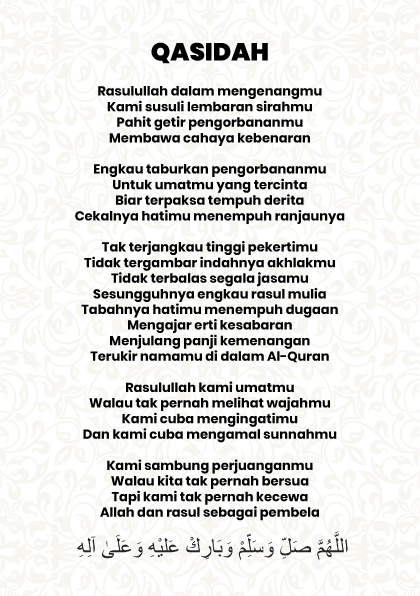 QASIDAH
Rasulullah dalam mengenangmu
Kami susuli lembaran sirahmu
Pahit getir pengorbananmu
Membawa cahaya kebenaran
Engkau taburkan pengorbananmu
Untuk umatmu yang tercinta
Biar terpaksa tempuh derita
Cekalnya hatimu menempuh ranjaunya
Tak terjangkau tinggi pekertimu
Tidak tergambar indahnya akhlakmu
Tidak terbalas segala jasamu
Sesungguhnya engkau rasul mulia
Tabahnya hatimu menempuh dugaan
Mengajar erti kesabaran
Menjulang panji kemenangan
Terukir namamu di dalam Al-Quran
Rasulullah kami umatmu
Walau tak pernah melihat wajahmu
Kami cuba mengingatimu
Dan kami cuba mengamal sunnahmu
Kami sambung perjuanganmu
Walau kita tak pernah bersua
Tapi kami tak pernah kecewa
Allah dan rasul sebagai pembela
اللَّهُمَّ صَلِّ وَسَلِّمْ وَبَارِكْ عَلَيْهِ وَعَلَىٰ آلِهِ